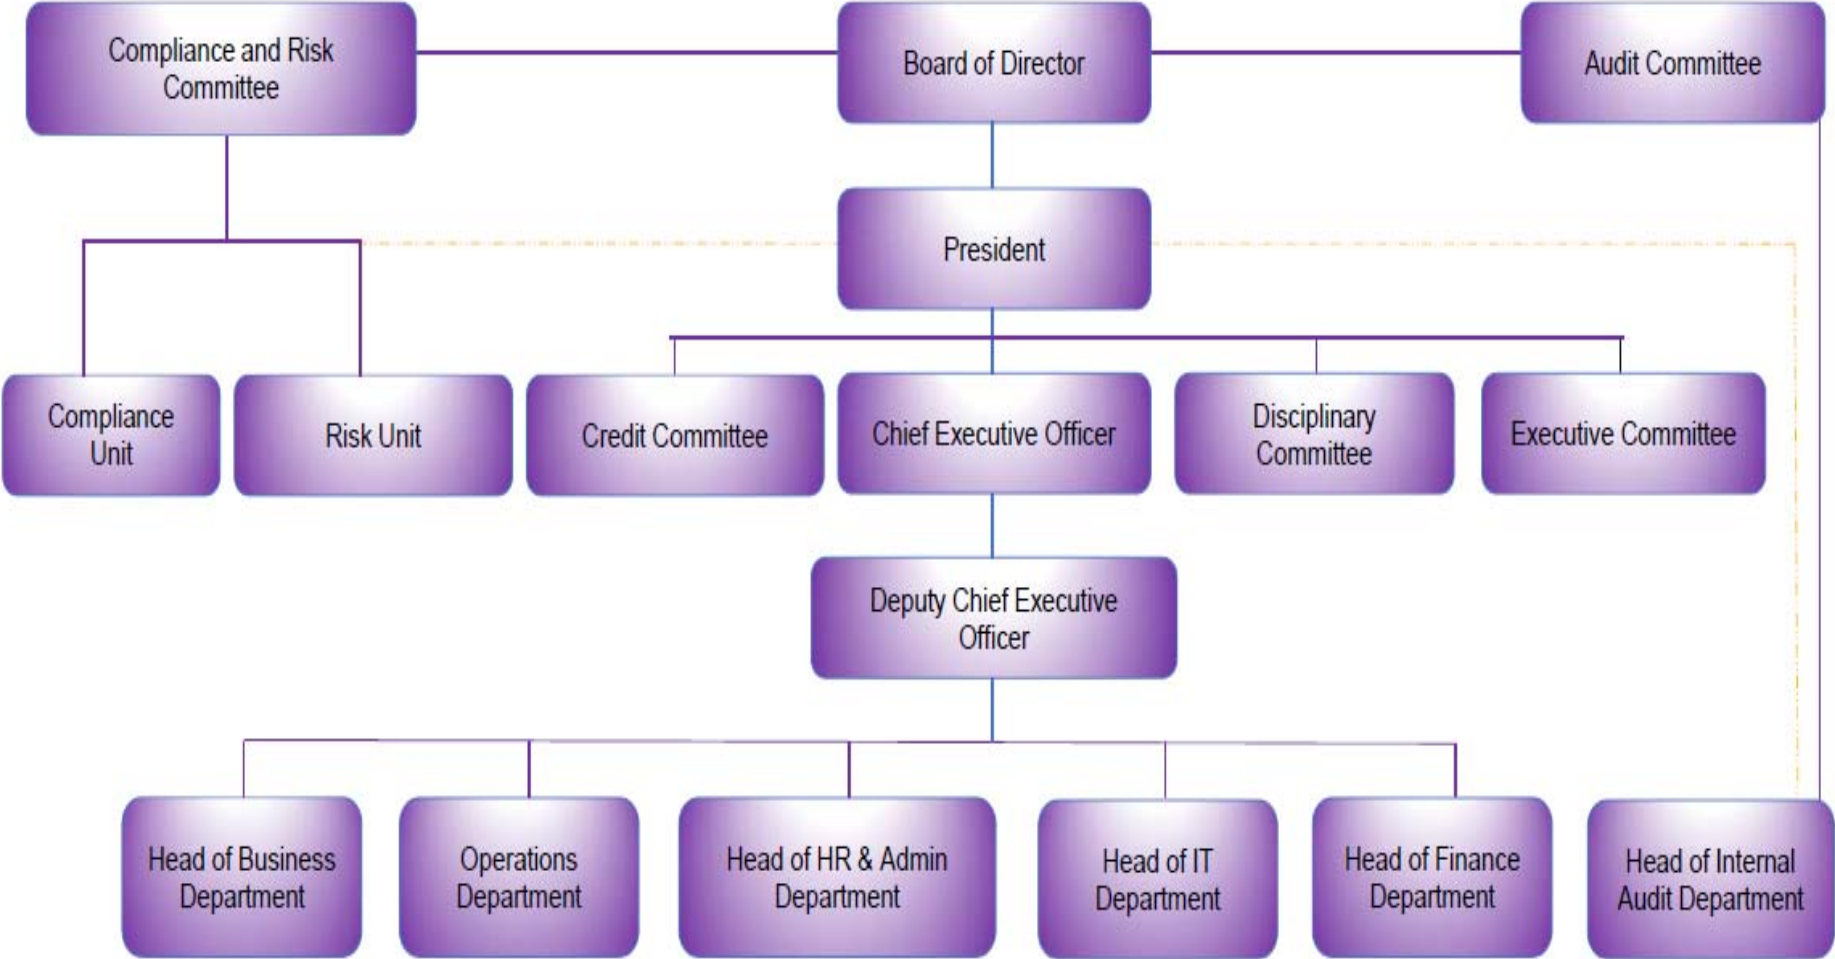 Compliance and Risk
Committee
Board of Director
Audit Committee
President
Compliance
Unit
Risk Unit
Credit Committee
Chief Executive Officer
Disciplinary
Committee
Executive Committee
Deputy Chief Executive
Officer
Head of Business
Department
Operations
Department
Head of HR & Admin
Department
Head of IT
Department
Head of Finance
Department
Head of Internal
Audit Department